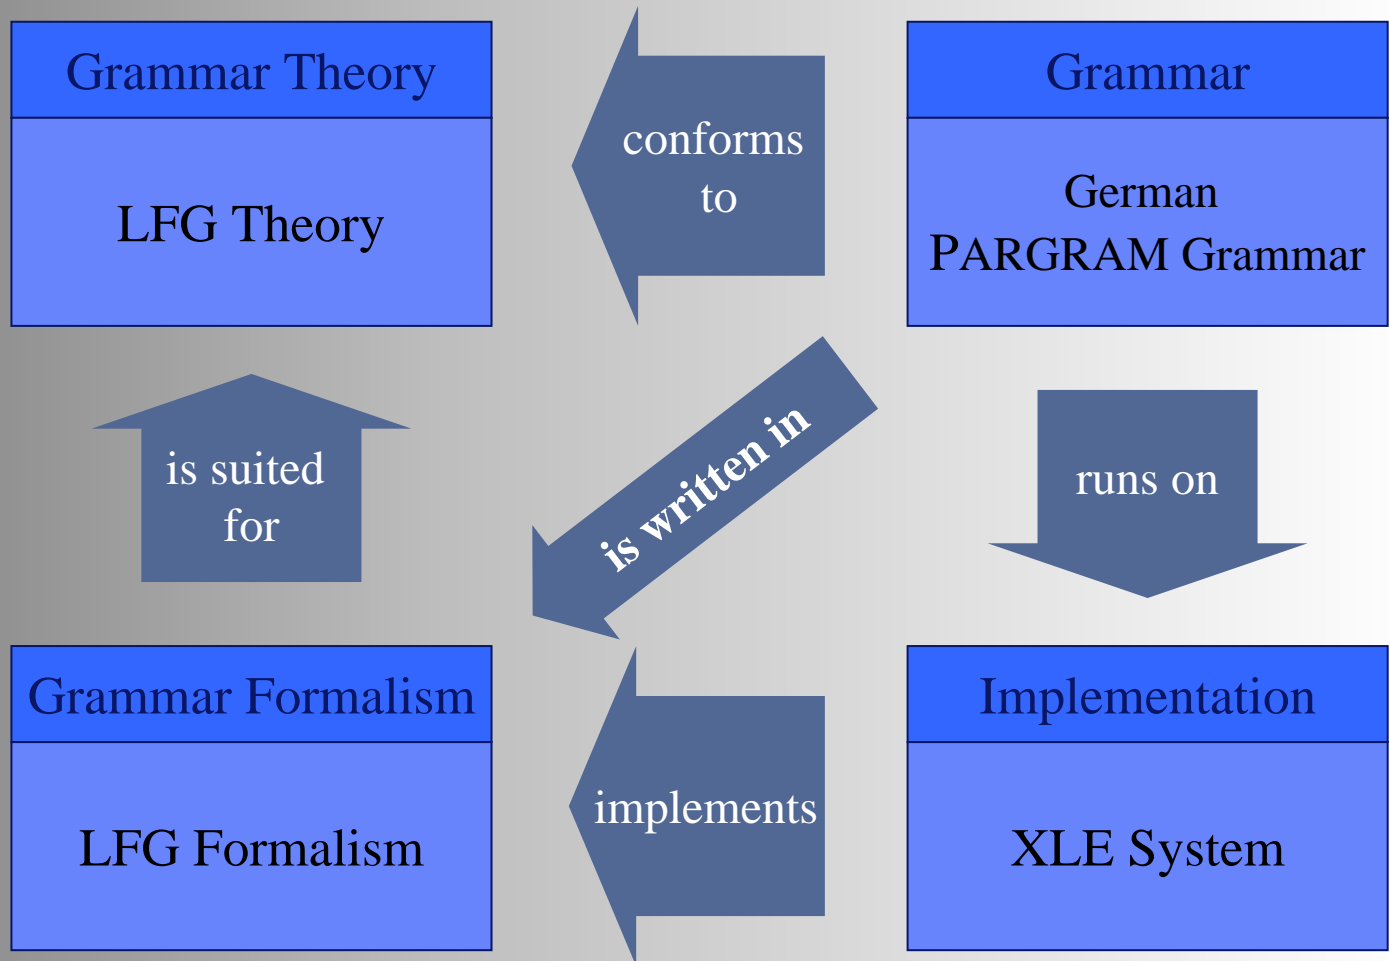 Grammar Theory
LFG Theory
conforms
to
Grammar
German
PARGRAM Grammar
is suited
for
is written in
runs on
Grammar Formalism
LFG Formalism
implements
Implementation
XLE System